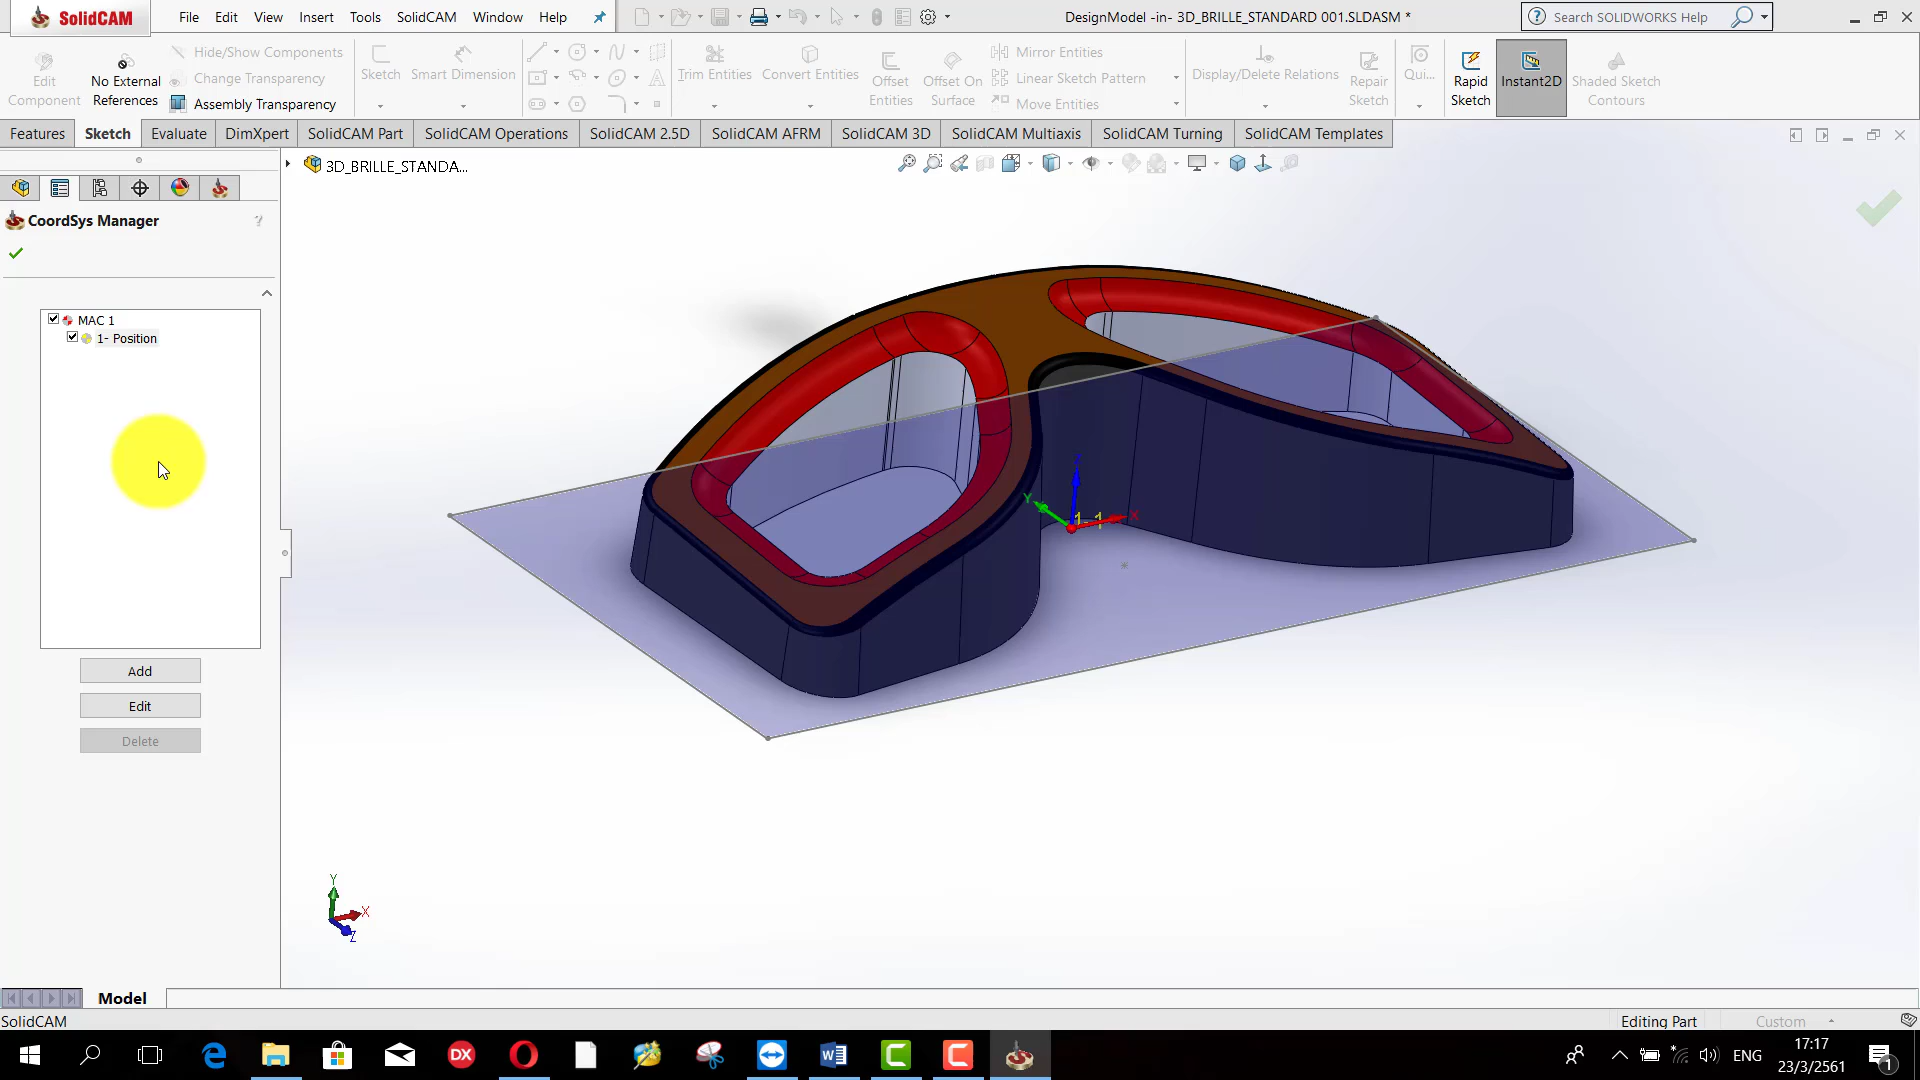 SolidCAM File Edit View Insert Tools SolidCAM Window Help DesignModel -in- 3D_BRILLE_STANDARD 001.SLDASM * Search SOLIDWORKS Help
Edit Component
No External References
Hide/Show Components
Change Transparency
Assembly Transparency
Sketch
Smart Dimension
Trim Entities
Convert Entities
Offset Entities
Offset On Surface
Mirror Entities
Linear Sketch Pattern
Move Entities
Display/Delete Relations
Repair Sketch
Qui...
Rapid Sketch
Instant2D
Shaded Sketch Contours
Features Sketch Evaluate DimXpert SolidCAM Part SolidCAM Operations SolidCAM 2.5D SolidCAM AFRM SolidCAM 3D SolidCAM Multiaxis SolidCAM Turning SolidCAM Templates
3D_BRILLE_STANDA...
CoordSys Manager ?
MAC 1
1- Position
Z
Y
X
1-1
Add
Edit
Delete
Y
X
Z
Model
SolidCAM Editing Part Custom
DX
ENG
17:17
23/3/2561
1